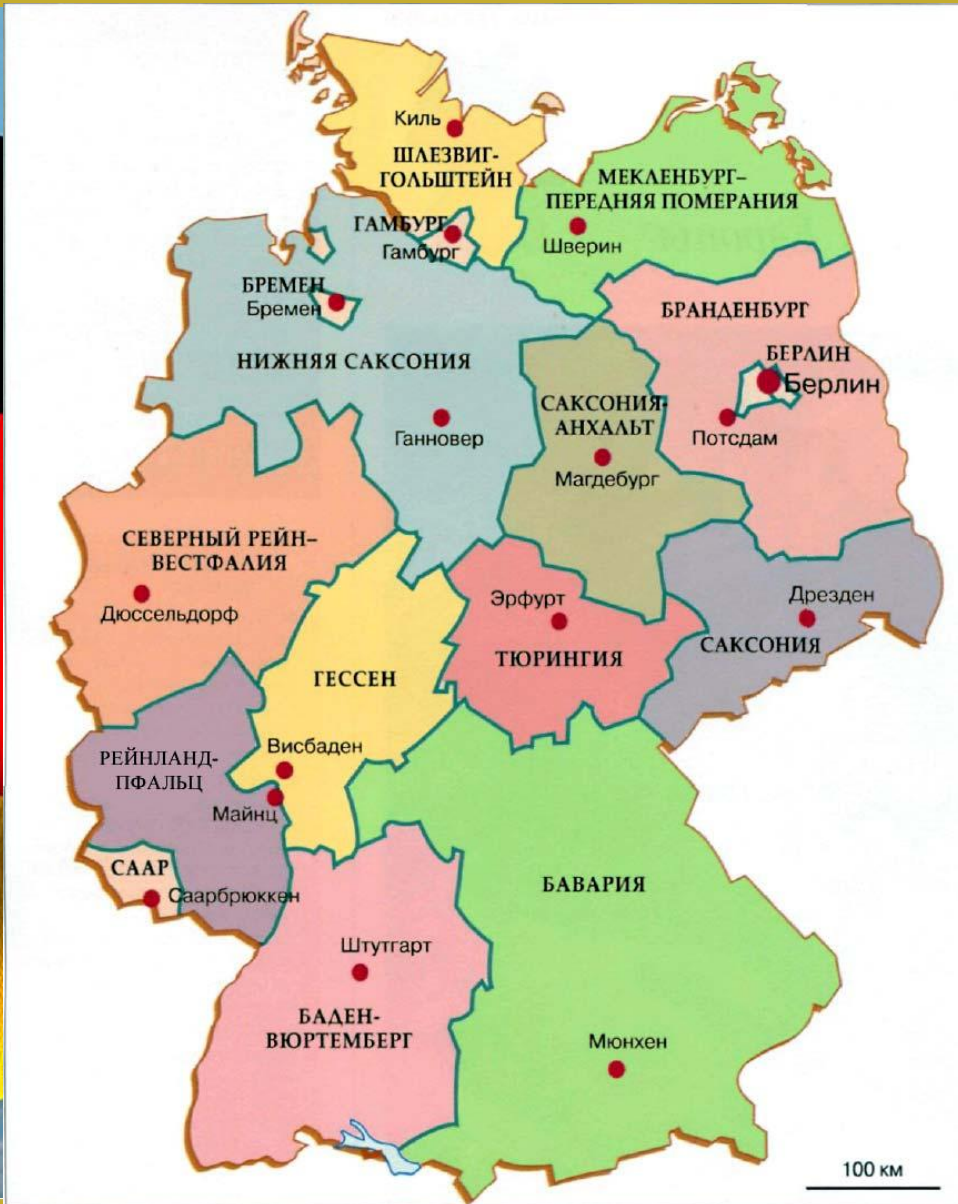 Киль
ШЛЕЗВИГ-
ГОЛЬШТЕЙН
МЕКЛЕНБУРГ–
ПЕРЕДНЯЯ ПОМЕРАНИЯ
Шверин
ГАМБУРГ
Гамбург
БРЕМЕН
Бремен
НИЖНЯЯ САКСОНИЯ
Ганновер
БРАНДЕНБУРГ
БЕРЛИН
Берлин
Потсдам
САКСОНИЯ-
АНХАЛЬТ
Магдебург
СЕВЕРНЫЙ РЕЙН–
ВЕСТФАЛИЯ
Дюссельдорф
ГЕССЕН
Висбаден
Эрфурт
ТЮРИНГИЯ
Дрезден
САКСОНИЯ
РЕЙНЛАНД-
ПФАЛЬЦ
Майнц
СААР
Саарбрюккен
БАВАРИЯ
Мюнхен
Штутгарт
БАДЕН-
ВЮРТЕМБЕРГ
100 км